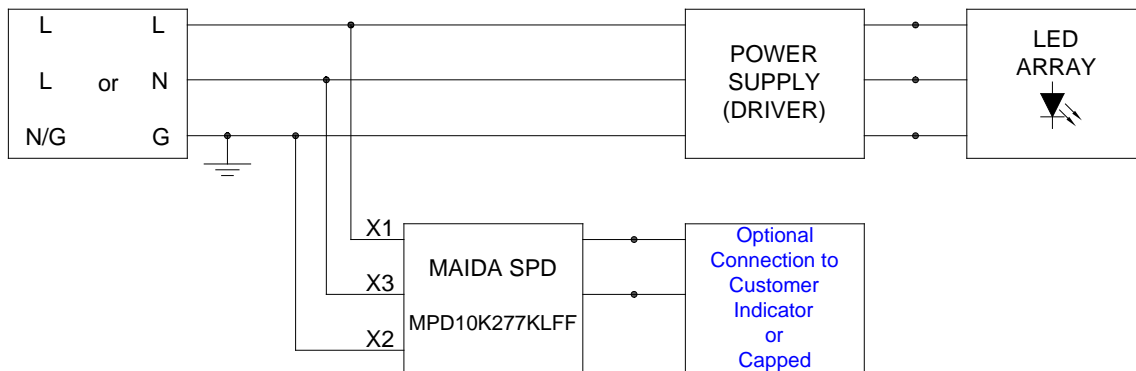 L L
L or N
N/G G
POWER
SUPPLY
(DRIVER)
LED
ARRAY
X1
X3
X2
MAIDA SPD
MPD10K277KLFF
Optional
Connection to
Customer
Indicator
or
Capped